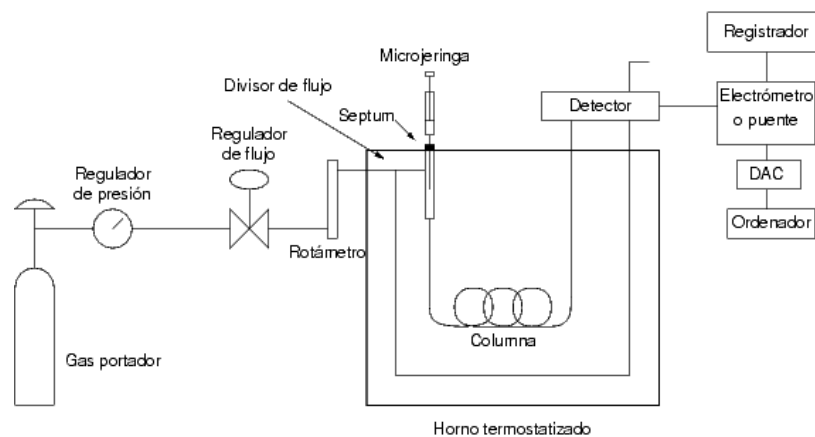 Registrador
Microjeringa
Divisor de flujo
Detector
Electrómetro
o puente
Septum
Regulador
de flujo
Regulador
de presión
DAC
Ordenador
Rotámetro
Columna
Gas portador
Horno termostatizado